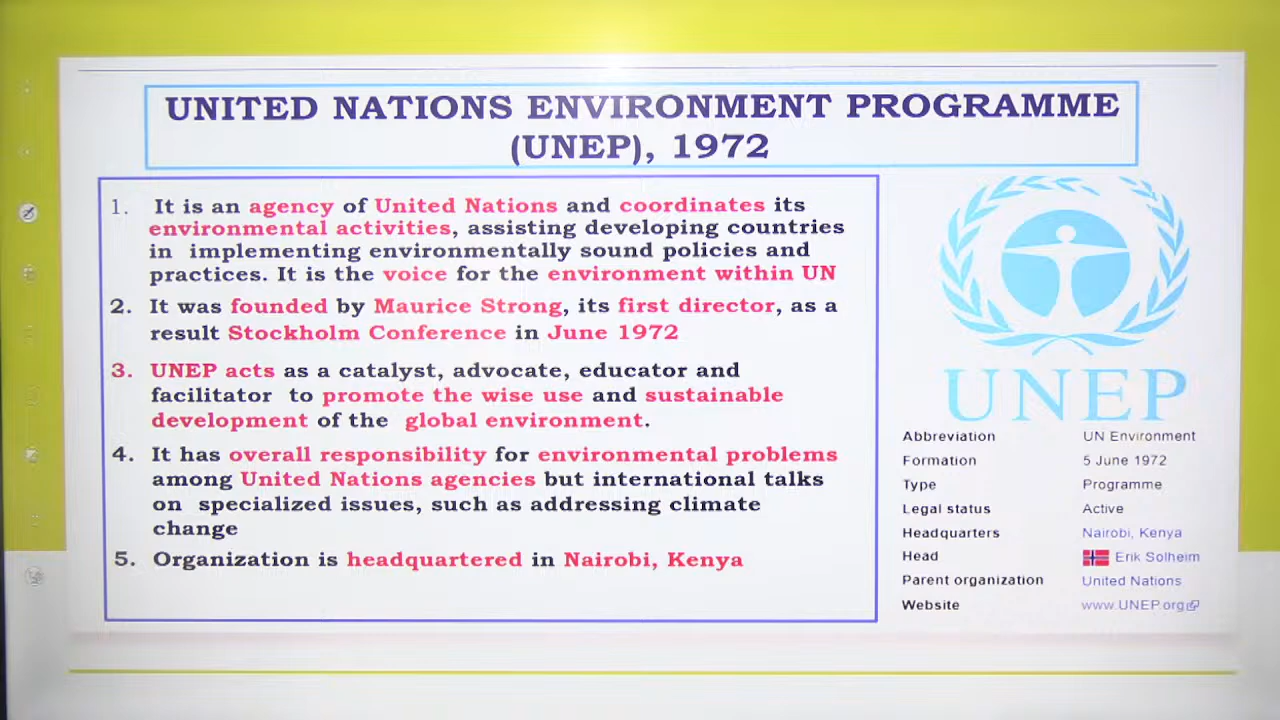 UNITED NATIONS ENVIRONMENT PROGRAMME
(UNEP), 1972
1. It is an agency of United Nations and coordinates its
environmental activities, assisting developing countries
in implementing environmentally sound policies and
practices. It is the voice for the environment within UN
2. It was founded by Maurice Strong, its first director, as a
result Stockholm Conference in June 1972
3. UNEP acts as a catalyst, advocate, educator and
facilitator to promote the wise use and sustainable
development of the global environment.
4. It has overall responsibility for environmental problems
among United Nations agencies but international talks
on specialized issues, such as addressing climate
change
5. Organization is headquartered in Nairobi, Kenya
UNEP
Abbreviation UN Environment
Formation 5 June 1972
Type Programme
Legal status Active
Headquarters Nairobi, Kenya
Head Erik Solheim
Parent organization United Nations
Website www.UNEP.org